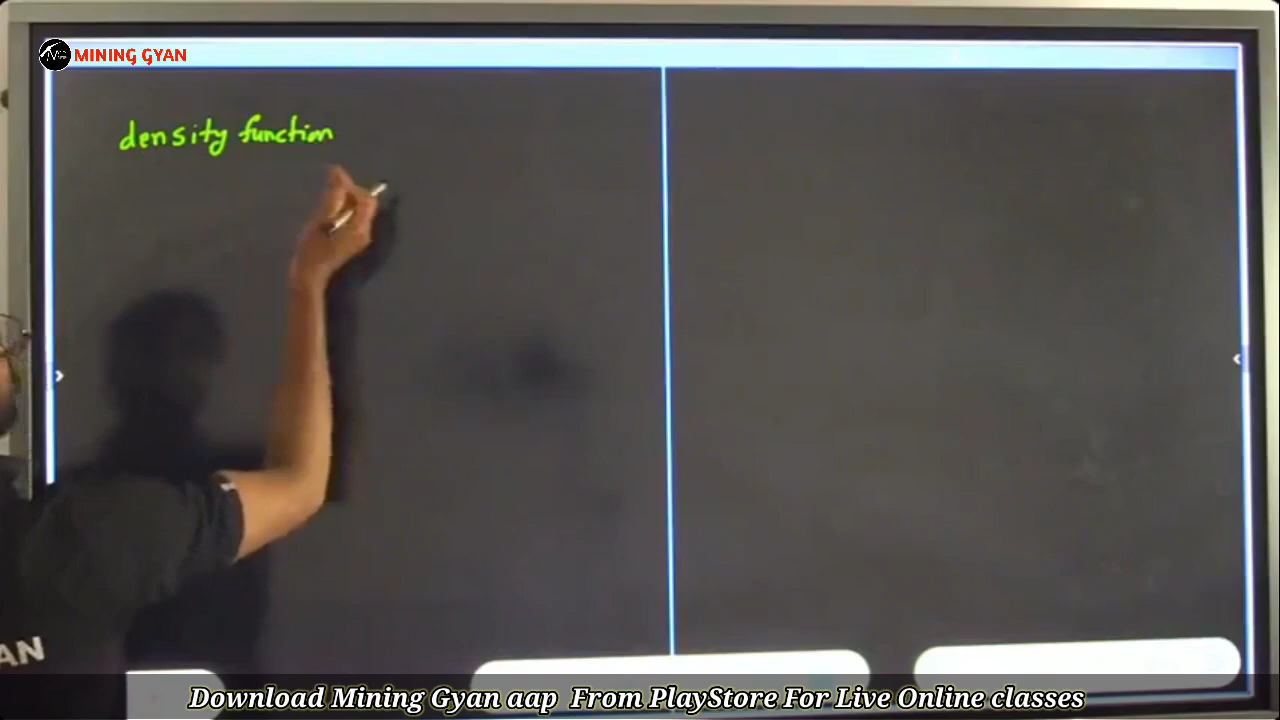 MINING GYAN
density function
AN
Download Mining Gyan aap From PlayStore For Live Online classes